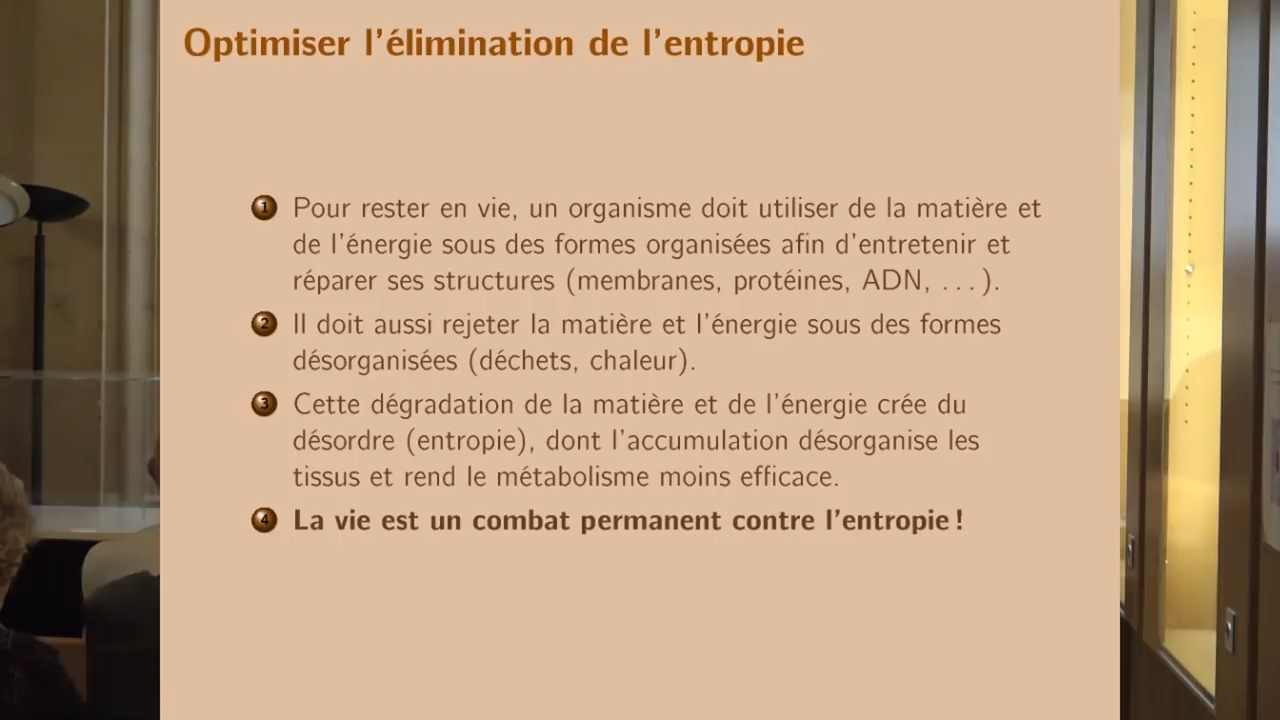 Optimiser l'élimination de l'entropie
1 Pour rester en vie, un organisme doit utiliser de la matière et
de l'énergie sous des formes organisées afin d'entretenir et
réparer ses structures (membranes, protéines, ADN, ...).
2 Il doit aussi rejeter la matière et l'énergie sous des formes
désorganisées (déchets, chaleur).
3 Cette dégradation de la matière et de l'énergie crée du
désordre (entropie), dont l'accumulation désorganise les
tissus et rend le métabolisme moins efficace.
4 La vie est un combat permanent contre l'entropie !